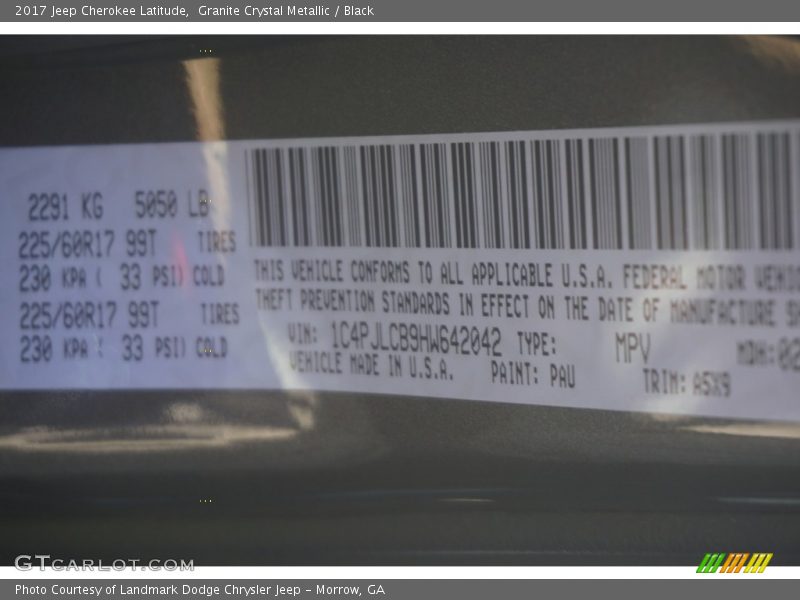 2017 Jeep Cherokee Latitude, Granite Crystal Metallic / Black
2291 KG 5050 LB
225/60R17 99T TIRES
230 KPA ( 33 PSI) COLD
225/60R17 99T TIRES
230 KPA ( 33 PSI) COLD
THIS VEHICLE CONFORMS TO ALL APPLICABLE U.S.A. FEDERAL MOTOR
THEFT PREVENTION STANDARDS IN EFFECT ON THE DATE OF MANUFACTURE
VIN: 1C4PJLCB9HW642042 TYPE: MPV MDH: 02
VEHICLE MADE IN U.S.A. PAINT: PAU TRIM: A5X9
GTCARLOT.COM
Photo Courtesy of Landmark Dodge Chrysler Jeep – Morrow, GA